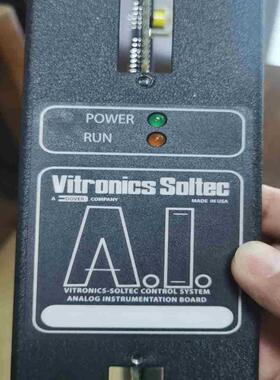 POWER
RUN
Vitronics Soltec
A DOVER COMPANY MADE IN USA
A.I.
VITRONICS-SOLTEC CONTROL SYSTEM
ANALOG INSTRUMENTATION BOARD